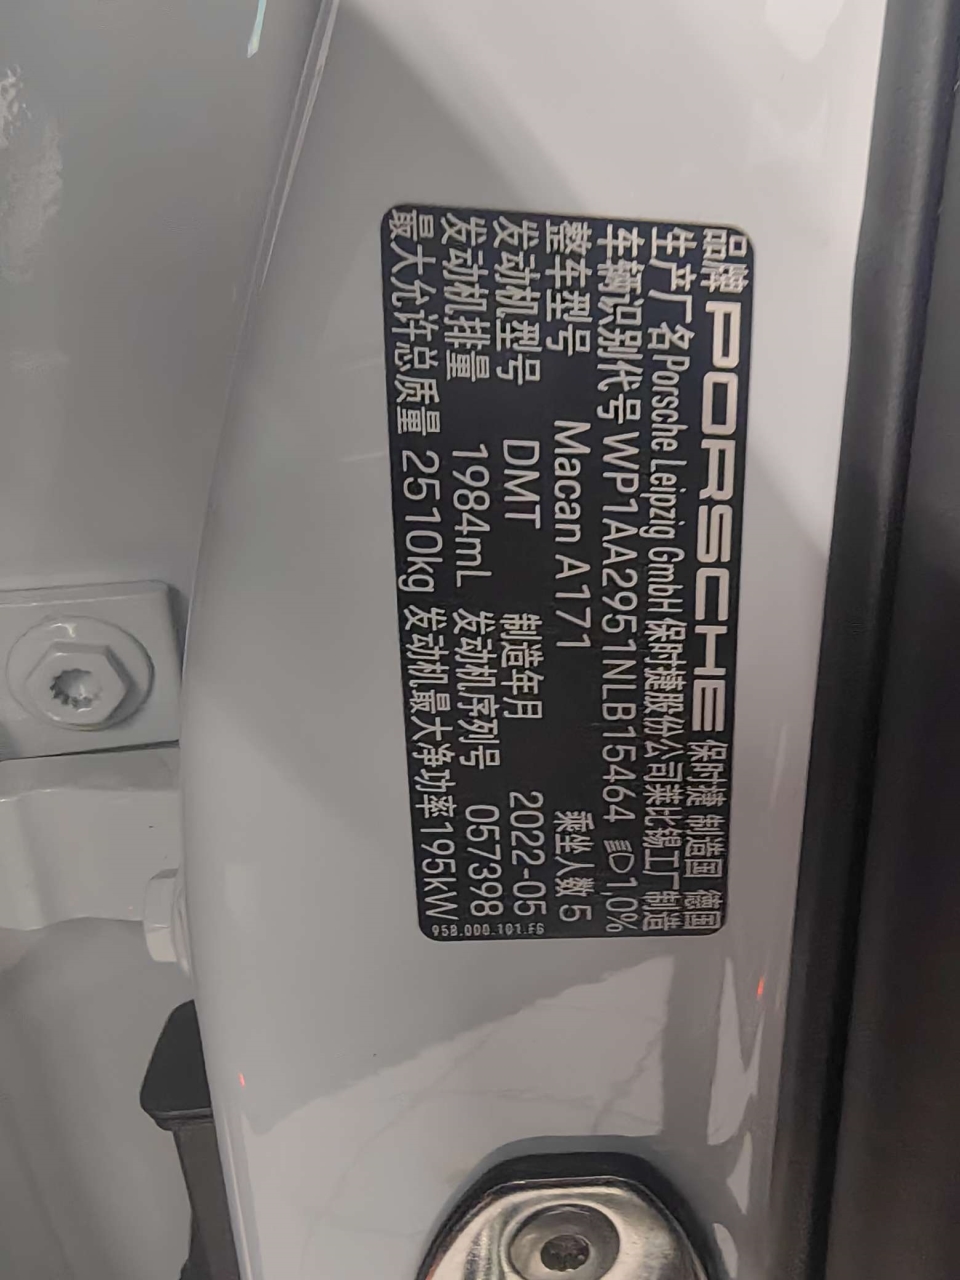 品牌 PORSCHE 保时捷 制造国 德国
生产厂名 Porsche Leipzig GmbH 保时捷股份公司莱比锡工厂制造
车辆识别代号 WP1AA2951NLB15464 1,0%
整车型号 Macan A171 乘坐人数 5
发动机型号 DMT 制造年月 2022-05
发动机排量 1984mL 发动机序列号 057398
最大允许总质量 2510kg 发动机最大净功率 195kW
95B.000.101.FG